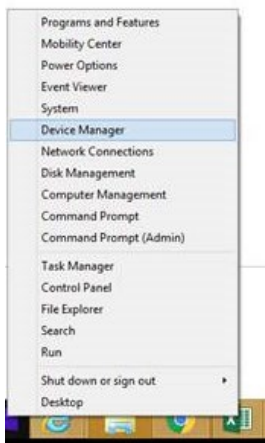 Programs and Features
Mobility Center
Power Options
Event Viewer
System
Device Manager
Network Connections
Disk Management
Computer Management
Command Prompt
Command Prompt (Admin)
Task Manager
Control Panel
File Explorer
Search
Run
Shut down or sign out
Desktop